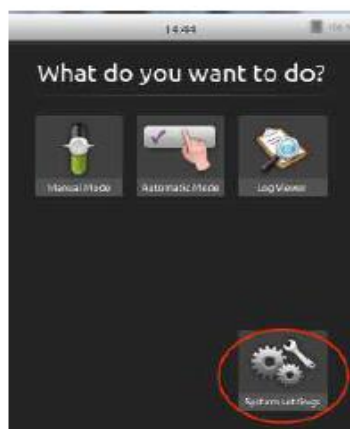 14:44
What do you want to do?
Manual Mode
Automatic Mode
Log Viewer
System settings